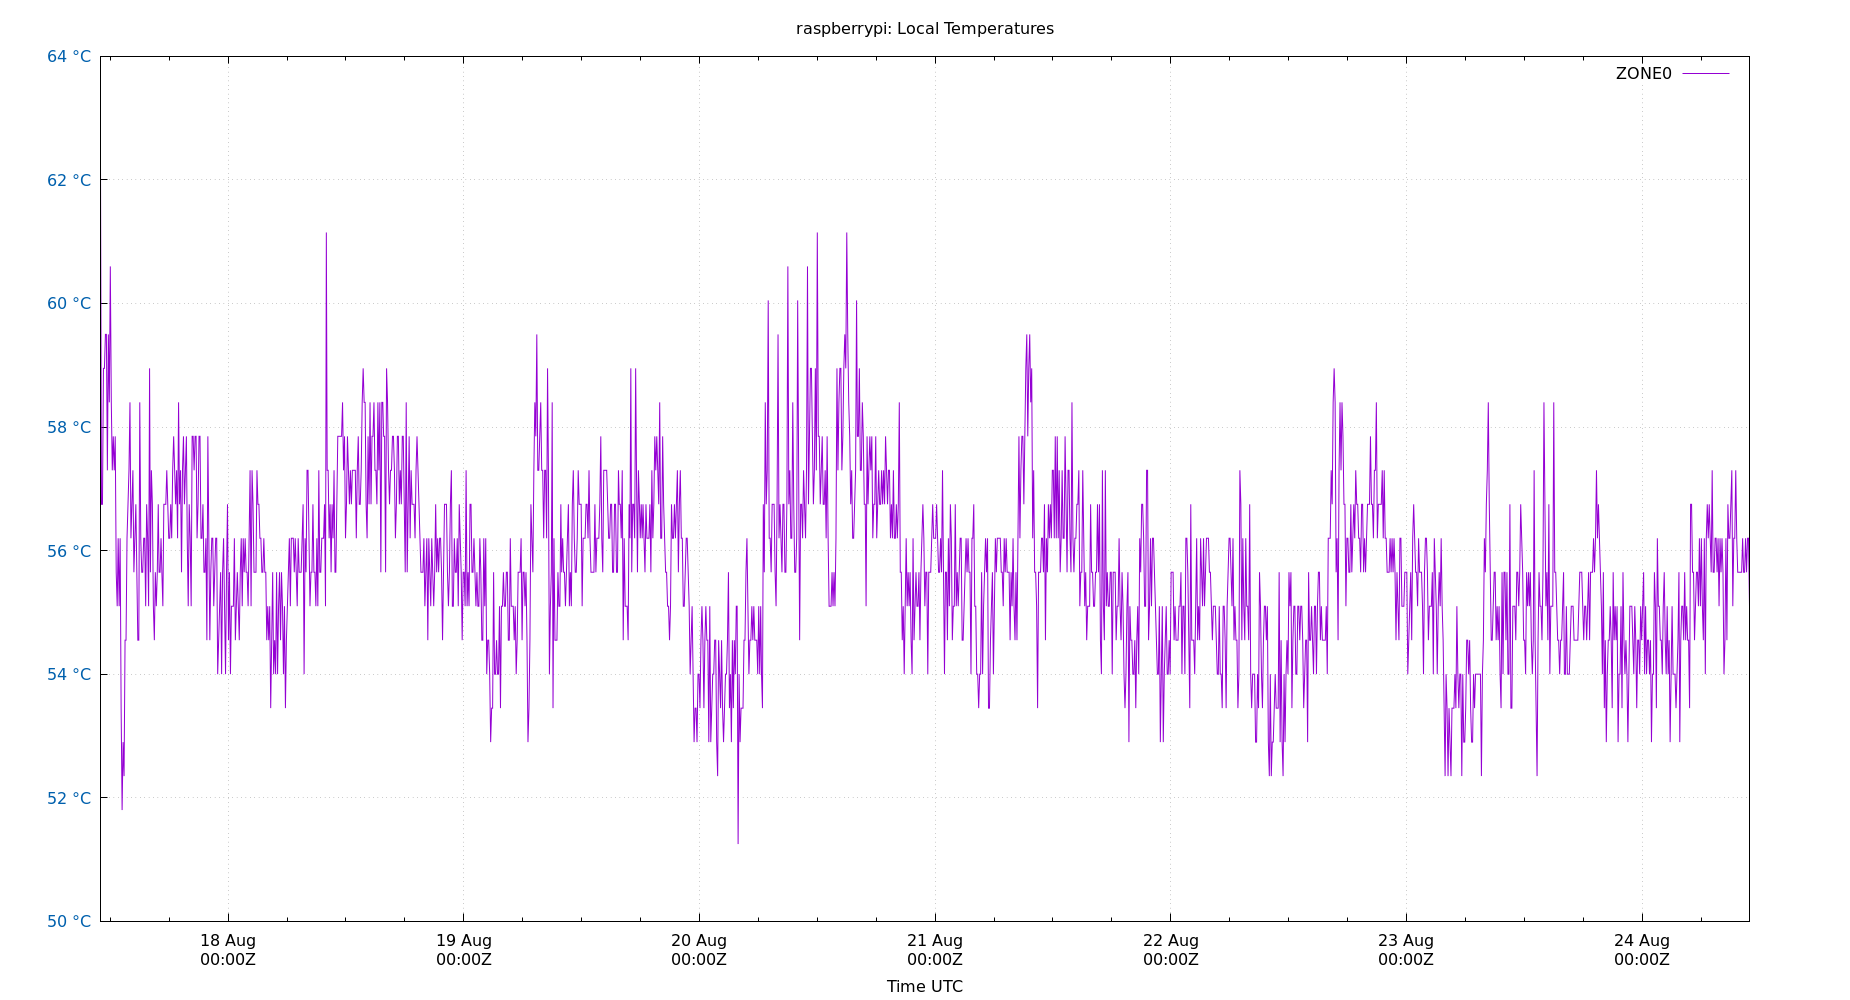 raspberrypi: Local Temperatures
64 °C
ZONE0
62 °C
60 °C
58 °C
56 °C
54 °C
52 °C
50 °C
18 Aug 19 Aug 20 Aug 21 Aug 22 Aug 23 Aug 24 Aug
00:00Z 00:00Z 00:00Z 00:00Z 00:00Z 00:00Z 00:00Z
Time UTC